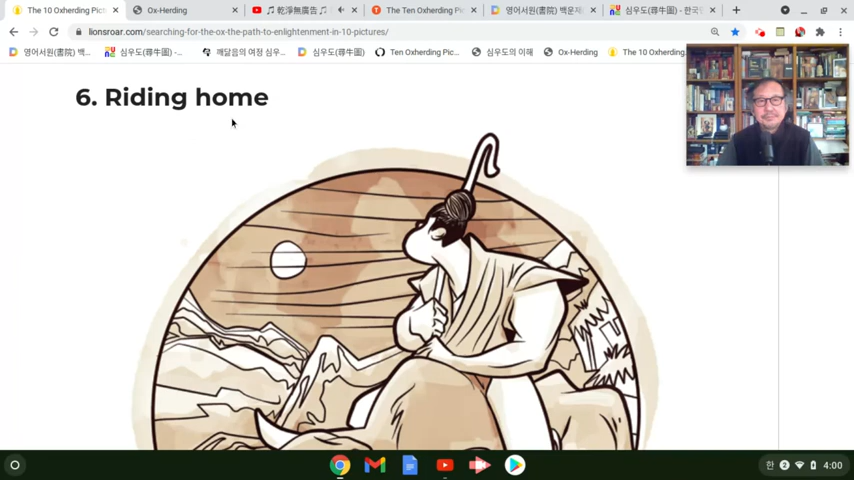 The 10 Oxherding Pict
Ox-Herding
乾淨無廣告
The Ten Oxherding Pic
영어서원(書院) 백운제
심우도(尋牛圖) - 한국민
lionsroar.com/searching-for-the-ox-the-path-to-enlightenment-in-10-pictures/
영어서원(書院) 백...
심우도(尋牛圖) -...
깨달음의 여정 심우...
심우도(尋牛圖)
Ten Oxherding Pic...
심우도의 이해
Ox-Herding
The 10 Oxherding...
6. Riding home
한
2
4:00